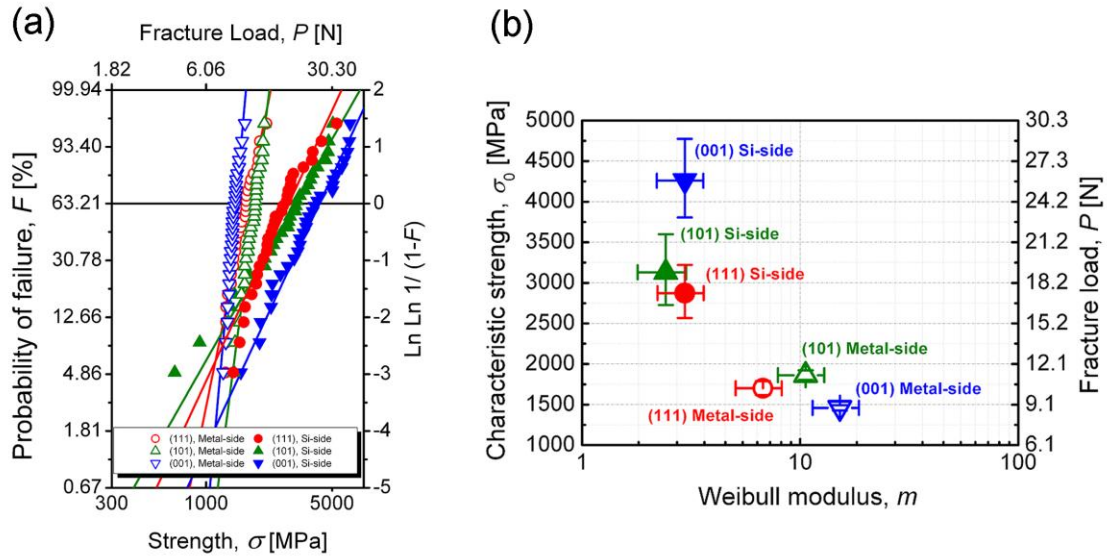 (a)
Fracture Load, P [N]
1.82 6.06 30.30
99.94
93.40
63.21
30.78
12.66
4.86
1.81
0.67
Probability of failure, F [%]
2
1
0
-1
-2
-3
-4
-5
Ln Ln 1/ (1-F)
(111), Metal-side (111), Si-side
(101), Metal-side (101), Si-side
(001), Metal-side (001), Si-side
300 1000 5000
Strength, σ [MPa]
(b)
Characteristic strength, σ0 [MPa]
5000
4500
4000
3500
3000
2500
2000
1500
1000
(001) Si-side
(101) Si-side
(111) Si-side
(101) Metal-side
(001) Metal-side
(111) Metal-side
30.3
27.3
24.2
21.2
18.2
15.2
12.1
9.1
6.1
Fracture load, P [N]
1 10 100
Weibull modulus, m